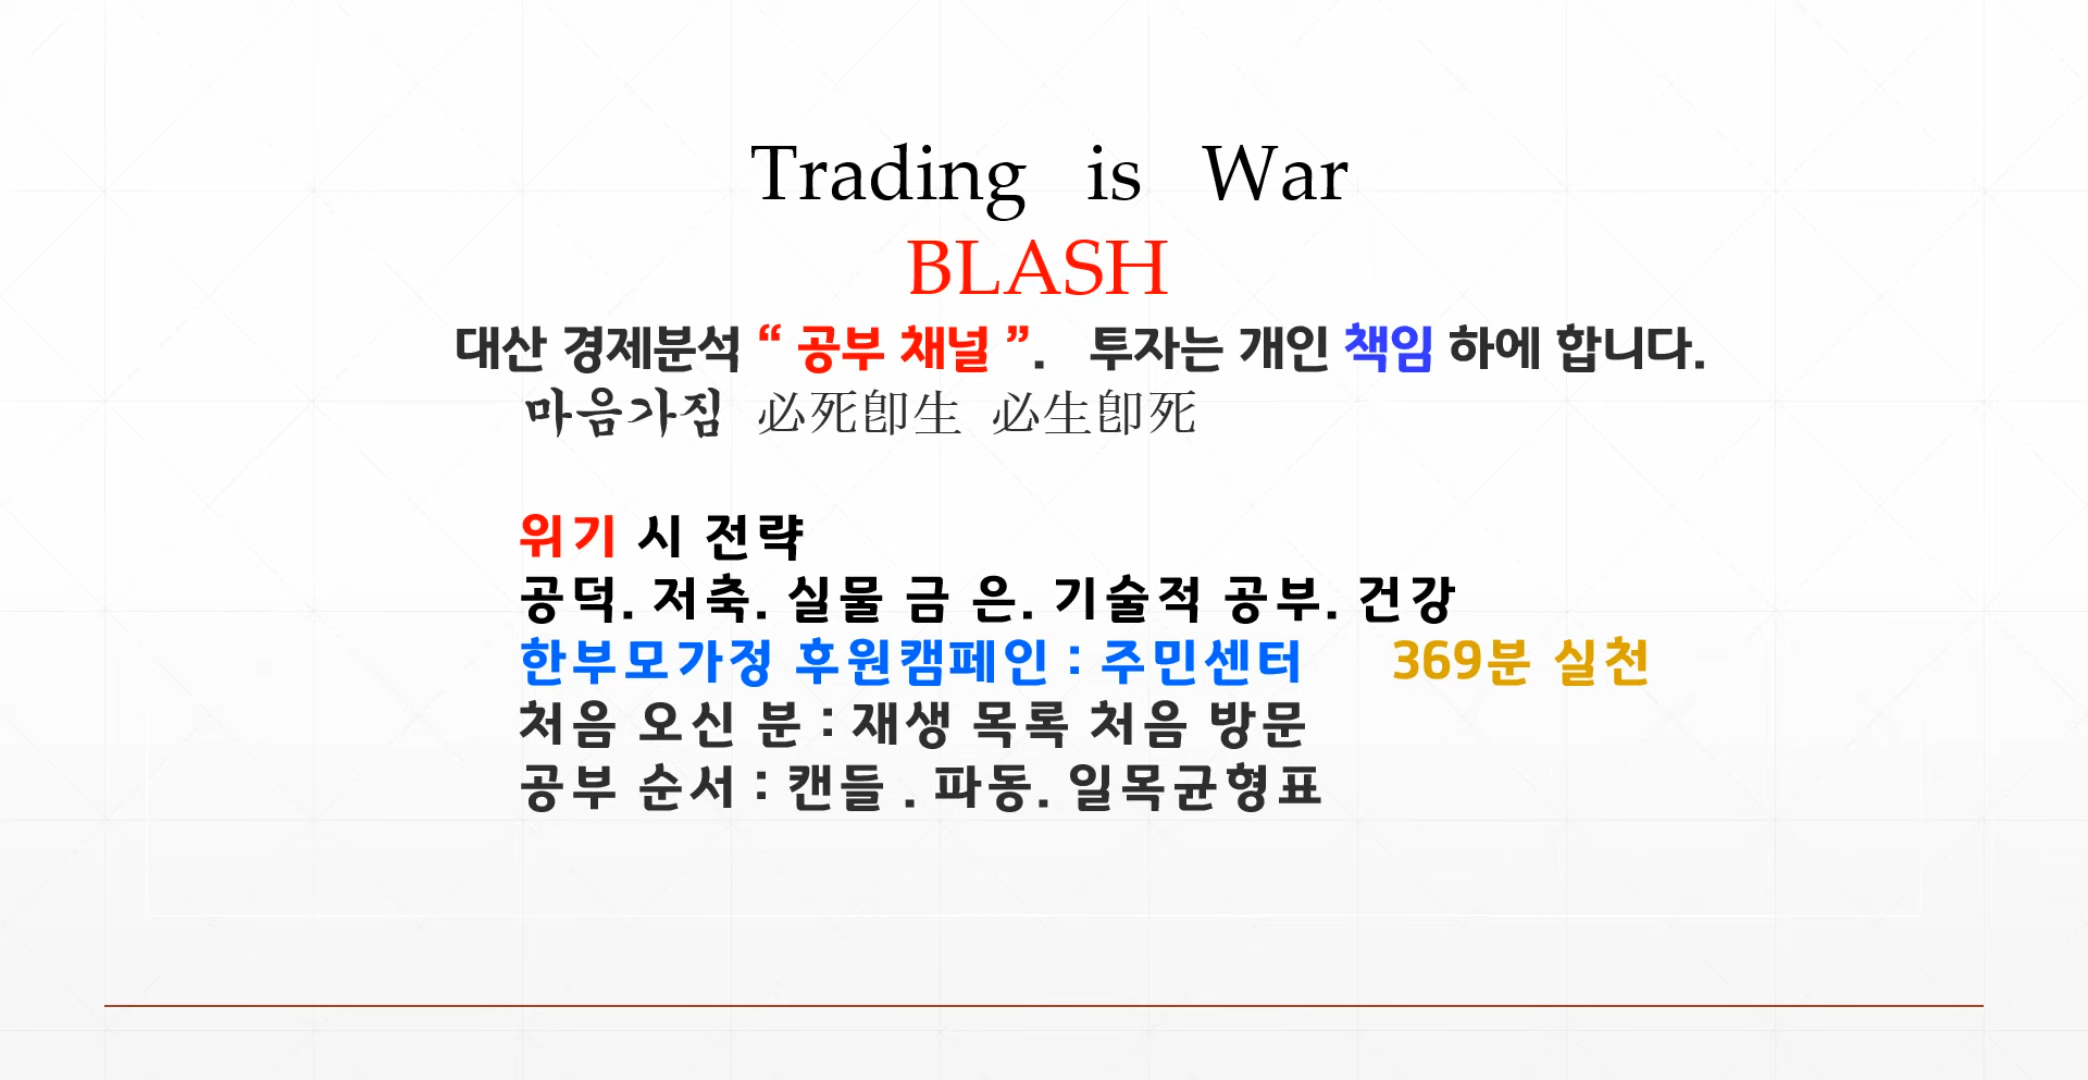 Trading is War
BLASH
대산 경제분석 “ 공부 채널 ”. 투자는 개인 책임 하에 합니다.
마음가짐 必死卽生 必生卽死
위기 시 전략
공덕. 저축. 실물 금 은. 기술적 공부. 건강
한부모가정 후원캠페인 : 주민센터 369분 실천
처음 오신 분 : 재생 목록 처음 방문
공부 순서 : 캔들 . 파동. 일목균형표